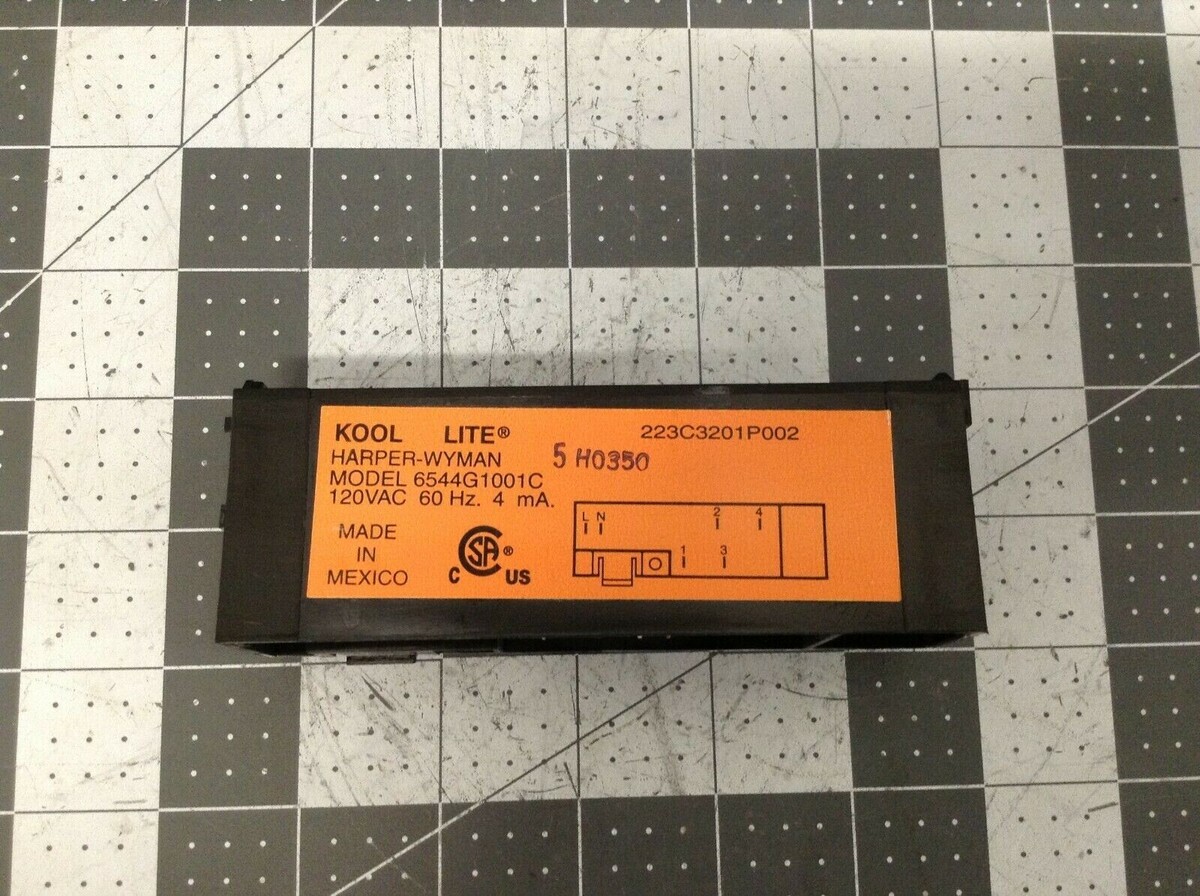 KOOL LITE® 223C3201P002
HARPER-WYMAN 5 H0350
MODEL 6544G1001C
120VAC 60 Hz. 4 mA.
MADE
IN
MEXICO
C SA® US
L N 2 4
1 3